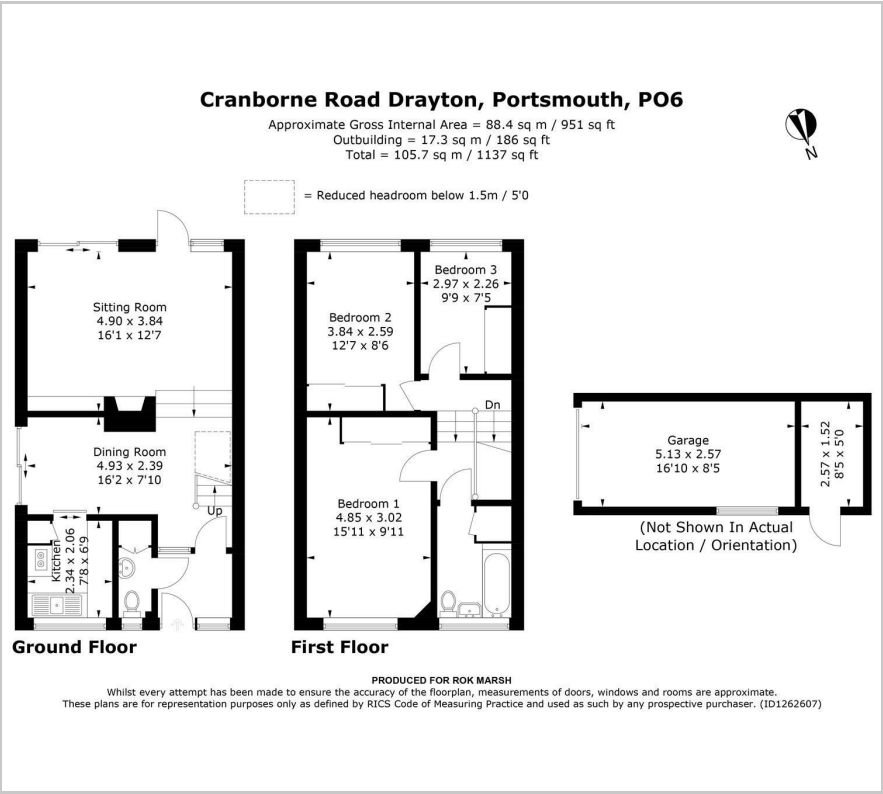 Cranborne Road Drayton, Portsmouth, PO6
Approximate Gross Internal Area = 88.4 sq m / 951 sq ft
Outbuilding = 17.3 sq m / 186 sq ft
Total = 105.7 sq m / 1137 sq ft
N
= Reduced headroom below 1.5m / 5'0
Sitting Room
4.90 x 3.84
16'1 x 12'7
Dining Room
4.93 x 2.39
16'2 x 7'10
Up
Kitchen
2.34 x 2.06
7'8 x 6'9
Ground Floor
Bedroom 2
3.84 x 2.59
12'7 x 8'6
Bedroom 3
2.97 x 2.26
9'9 x 7'5
Dn
Bedroom 1
4.85 x 3.02
15'11 x 9'11
First Floor
Garage
5.13 x 2.57
16'10 x 8'5
2.57 x 1.52
8'5 x 5'0
(Not Shown In Actual
Location / Orientation)
PRODUCED FOR ROK MARSH
Whilst every attempt has been made to ensure the accuracy of the floorplan, measurements of doors, windows and rooms are approximate.
These plans are for representation purposes only as defined by RICS Code of Measuring Practice and used as such by any prospective purchaser. (ID1262607)